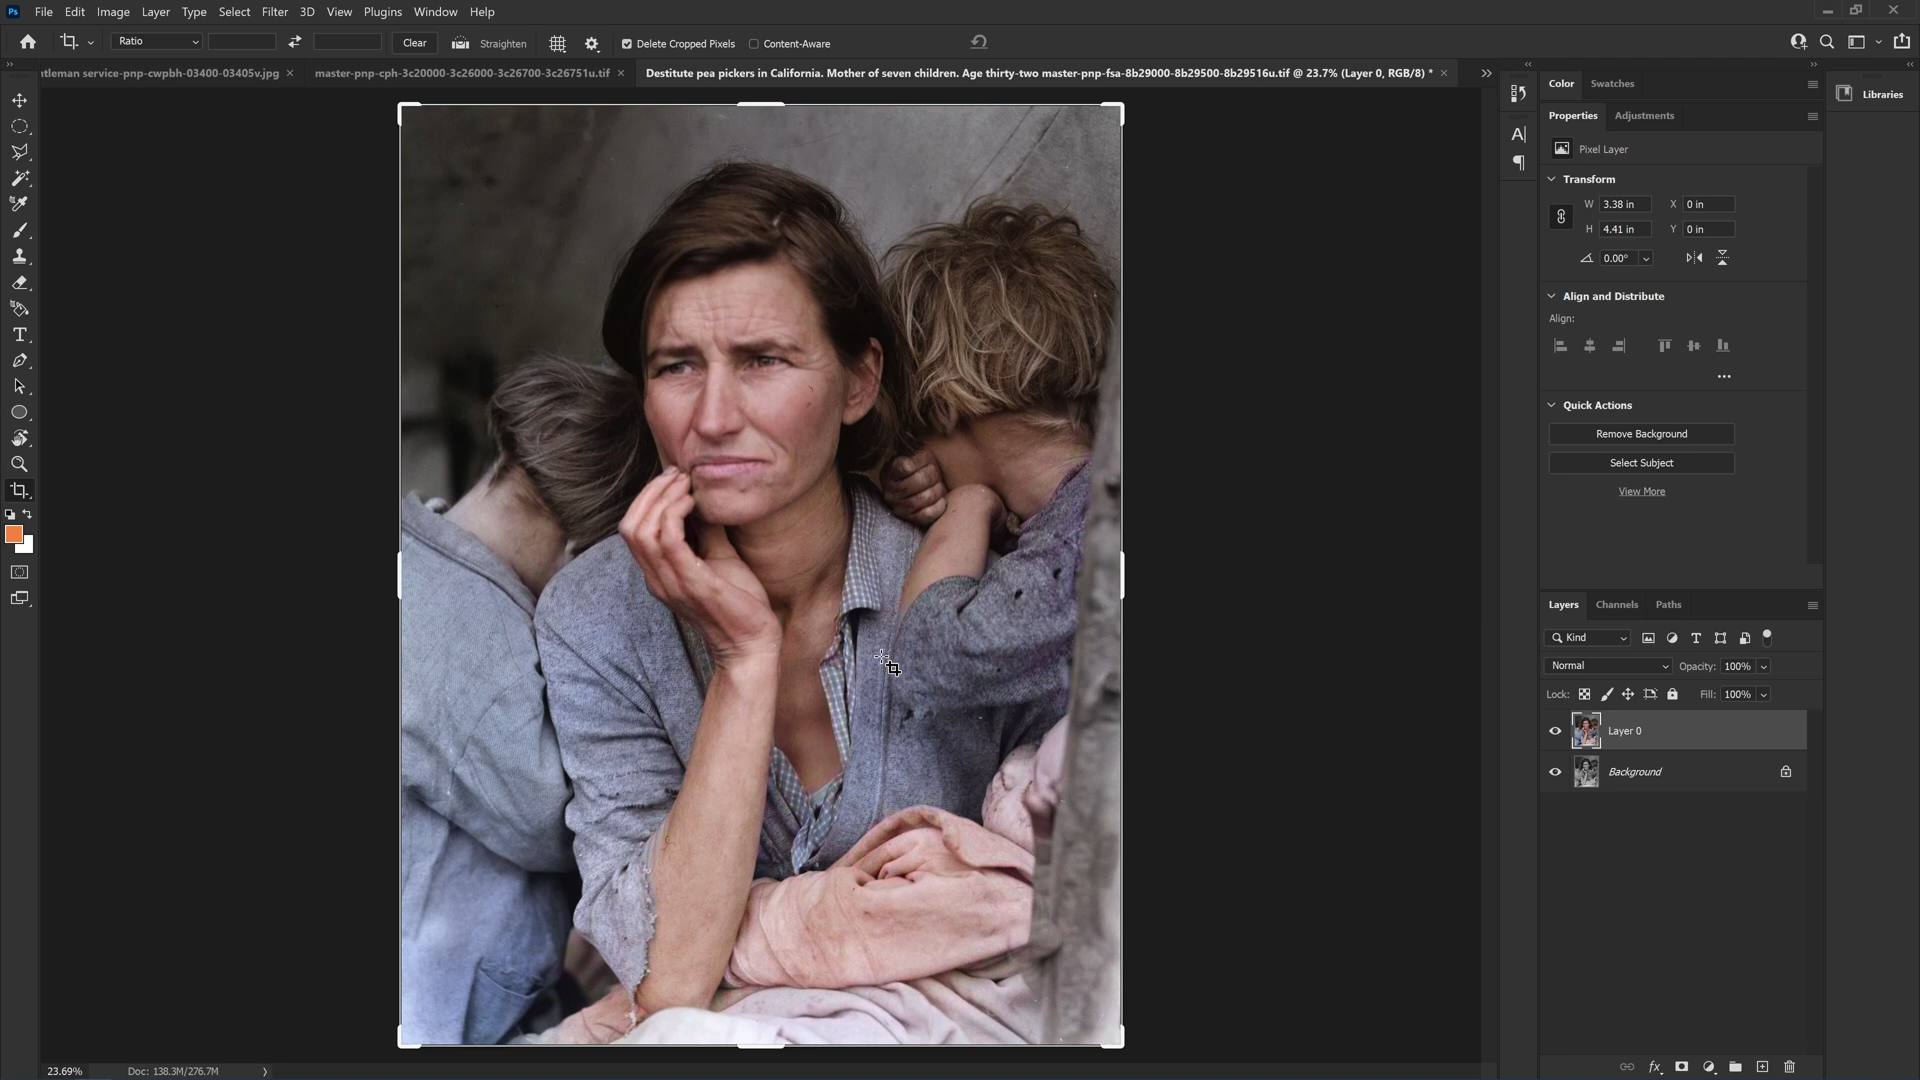 Ps File Edit Image Layer Type Select Filter 3D View Plugins Window Help
Ratio Clear Straighten Delete Cropped Pixels Content-Aware
tleman service-pnp-cwpbh-03400-03405v.jpg × master-pnp-cph-3c20000-3c26000-3c26700-3c26751u.tif × Destitute pea pickers in California. Mother of seven children. Age thirty-two master-pnp-fsa-8b29000-8b29500-8b29516u.tif @ 23.7% (Layer 0, RGB/8) * ×
Color Swatches
Libraries
Properties Adjustments
Pixel Layer
Transform
W 3.38 in X 0 in
H 4.41 in Y 0 in
0.00°
Align and Distribute
Align:
Quick Actions
Remove Background
Select Subject
View More
Layers Channels Paths
Kind
Normal Opacity: 100%
Lock: Fill: 100%
Layer 0
Background
fx
23.69% Doc: 138.3M/276.7M